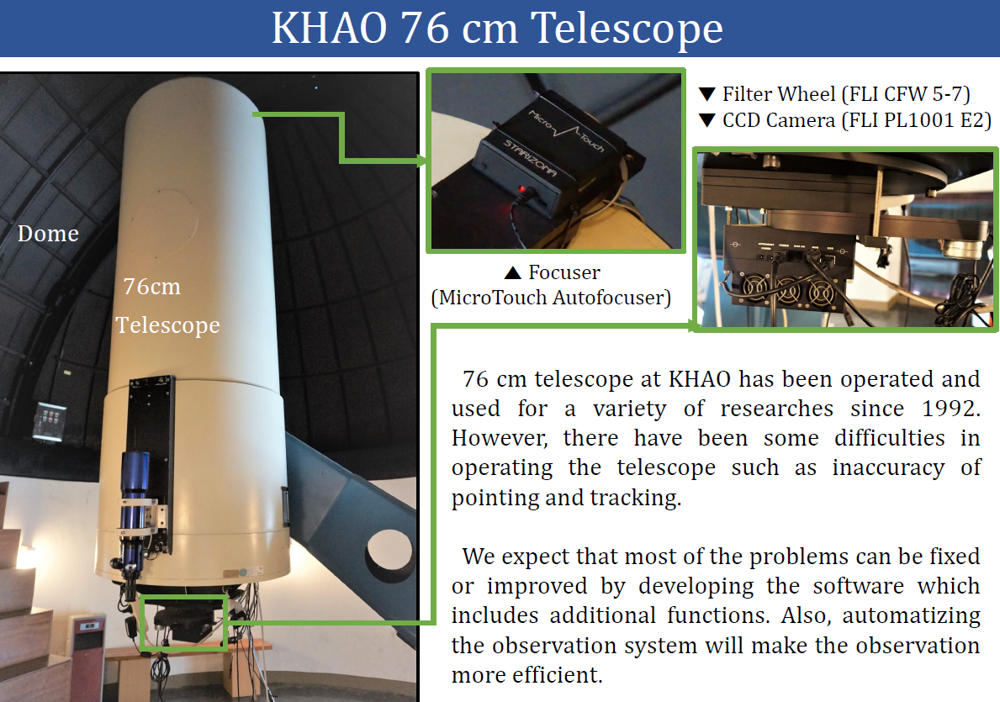 KHAO 76 cm Telescope
Dome
76cm
Telescope
Micro Touch
STARIZONA
▲ Focuser
(MicroTouch Autofocuser)
▼ Filter Wheel (FLI CFW 5-7)
▼ CCD Camera (FLI PL1001 E2)
76 cm telescope at KHAO has been operated and
used for a variety of researches since 1992.
However, there have been some difficulties in
operating the telescope such as inaccuracy of
pointing and tracking.
We expect that most of the problems can be fixed
or improved by developing the software which
includes additional functions. Also, automatizing
the observation system will make the observation
more efficient.